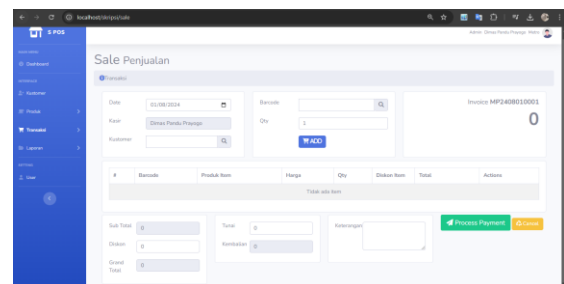 localhost/skripsi/sale
S POS
Admin Dimas Pandu Prayogo
Dashboard
Kustomer
Produk
Transaksi
Laporan
User
Sale Penjualan
Transaksi
Date
01/08/2024
Kasir
Dimas Pandu Prayogo
Kustomer
Barcode
Qty
1
ADD
Invoice MP2408010001
0
# Barcode Produk Item Harga Qty Diskon Item Total Actions
Tidak ada item
Sub Total 0
Diskon 0
Grand Total 0
Tunai 0
Kembalian 0
Keterangan
Process Payment
Cancel